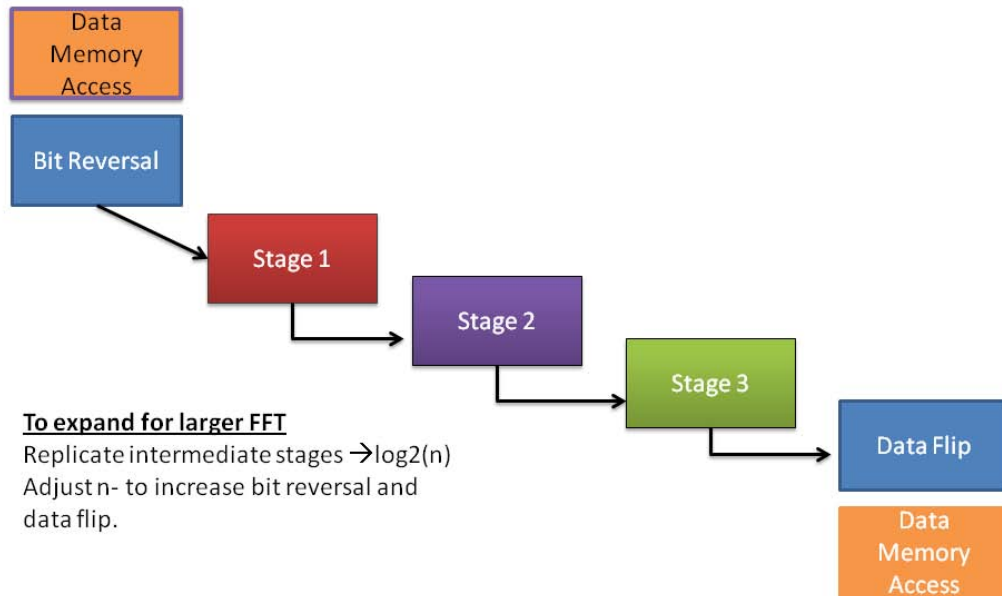 Data
Memory
Access
Bit Reversal
Stage 1
Stage 2
Stage 3
To expand for larger FFT
Replicate intermediate stages →log2(n)
Adjust n- to increase bit reversal and
data flip.
Data Flip
Data
Memory
Access